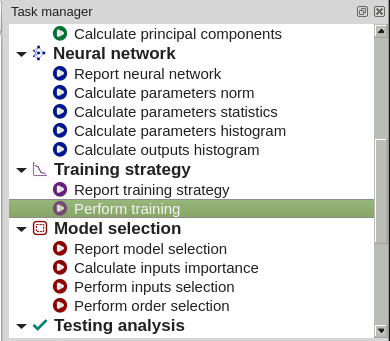 Task manager
Calculate principal components
Neural network
Report neural network
Calculate parameters norm
Calculate parameters statistics
Calculate parameters histogram
Calculate outputs histogram
Training strategy
Report training strategy
Perform training
Model selection
Report model selection
Calculate inputs importance
Perform inputs selection
Perform order selection
Testing analysis